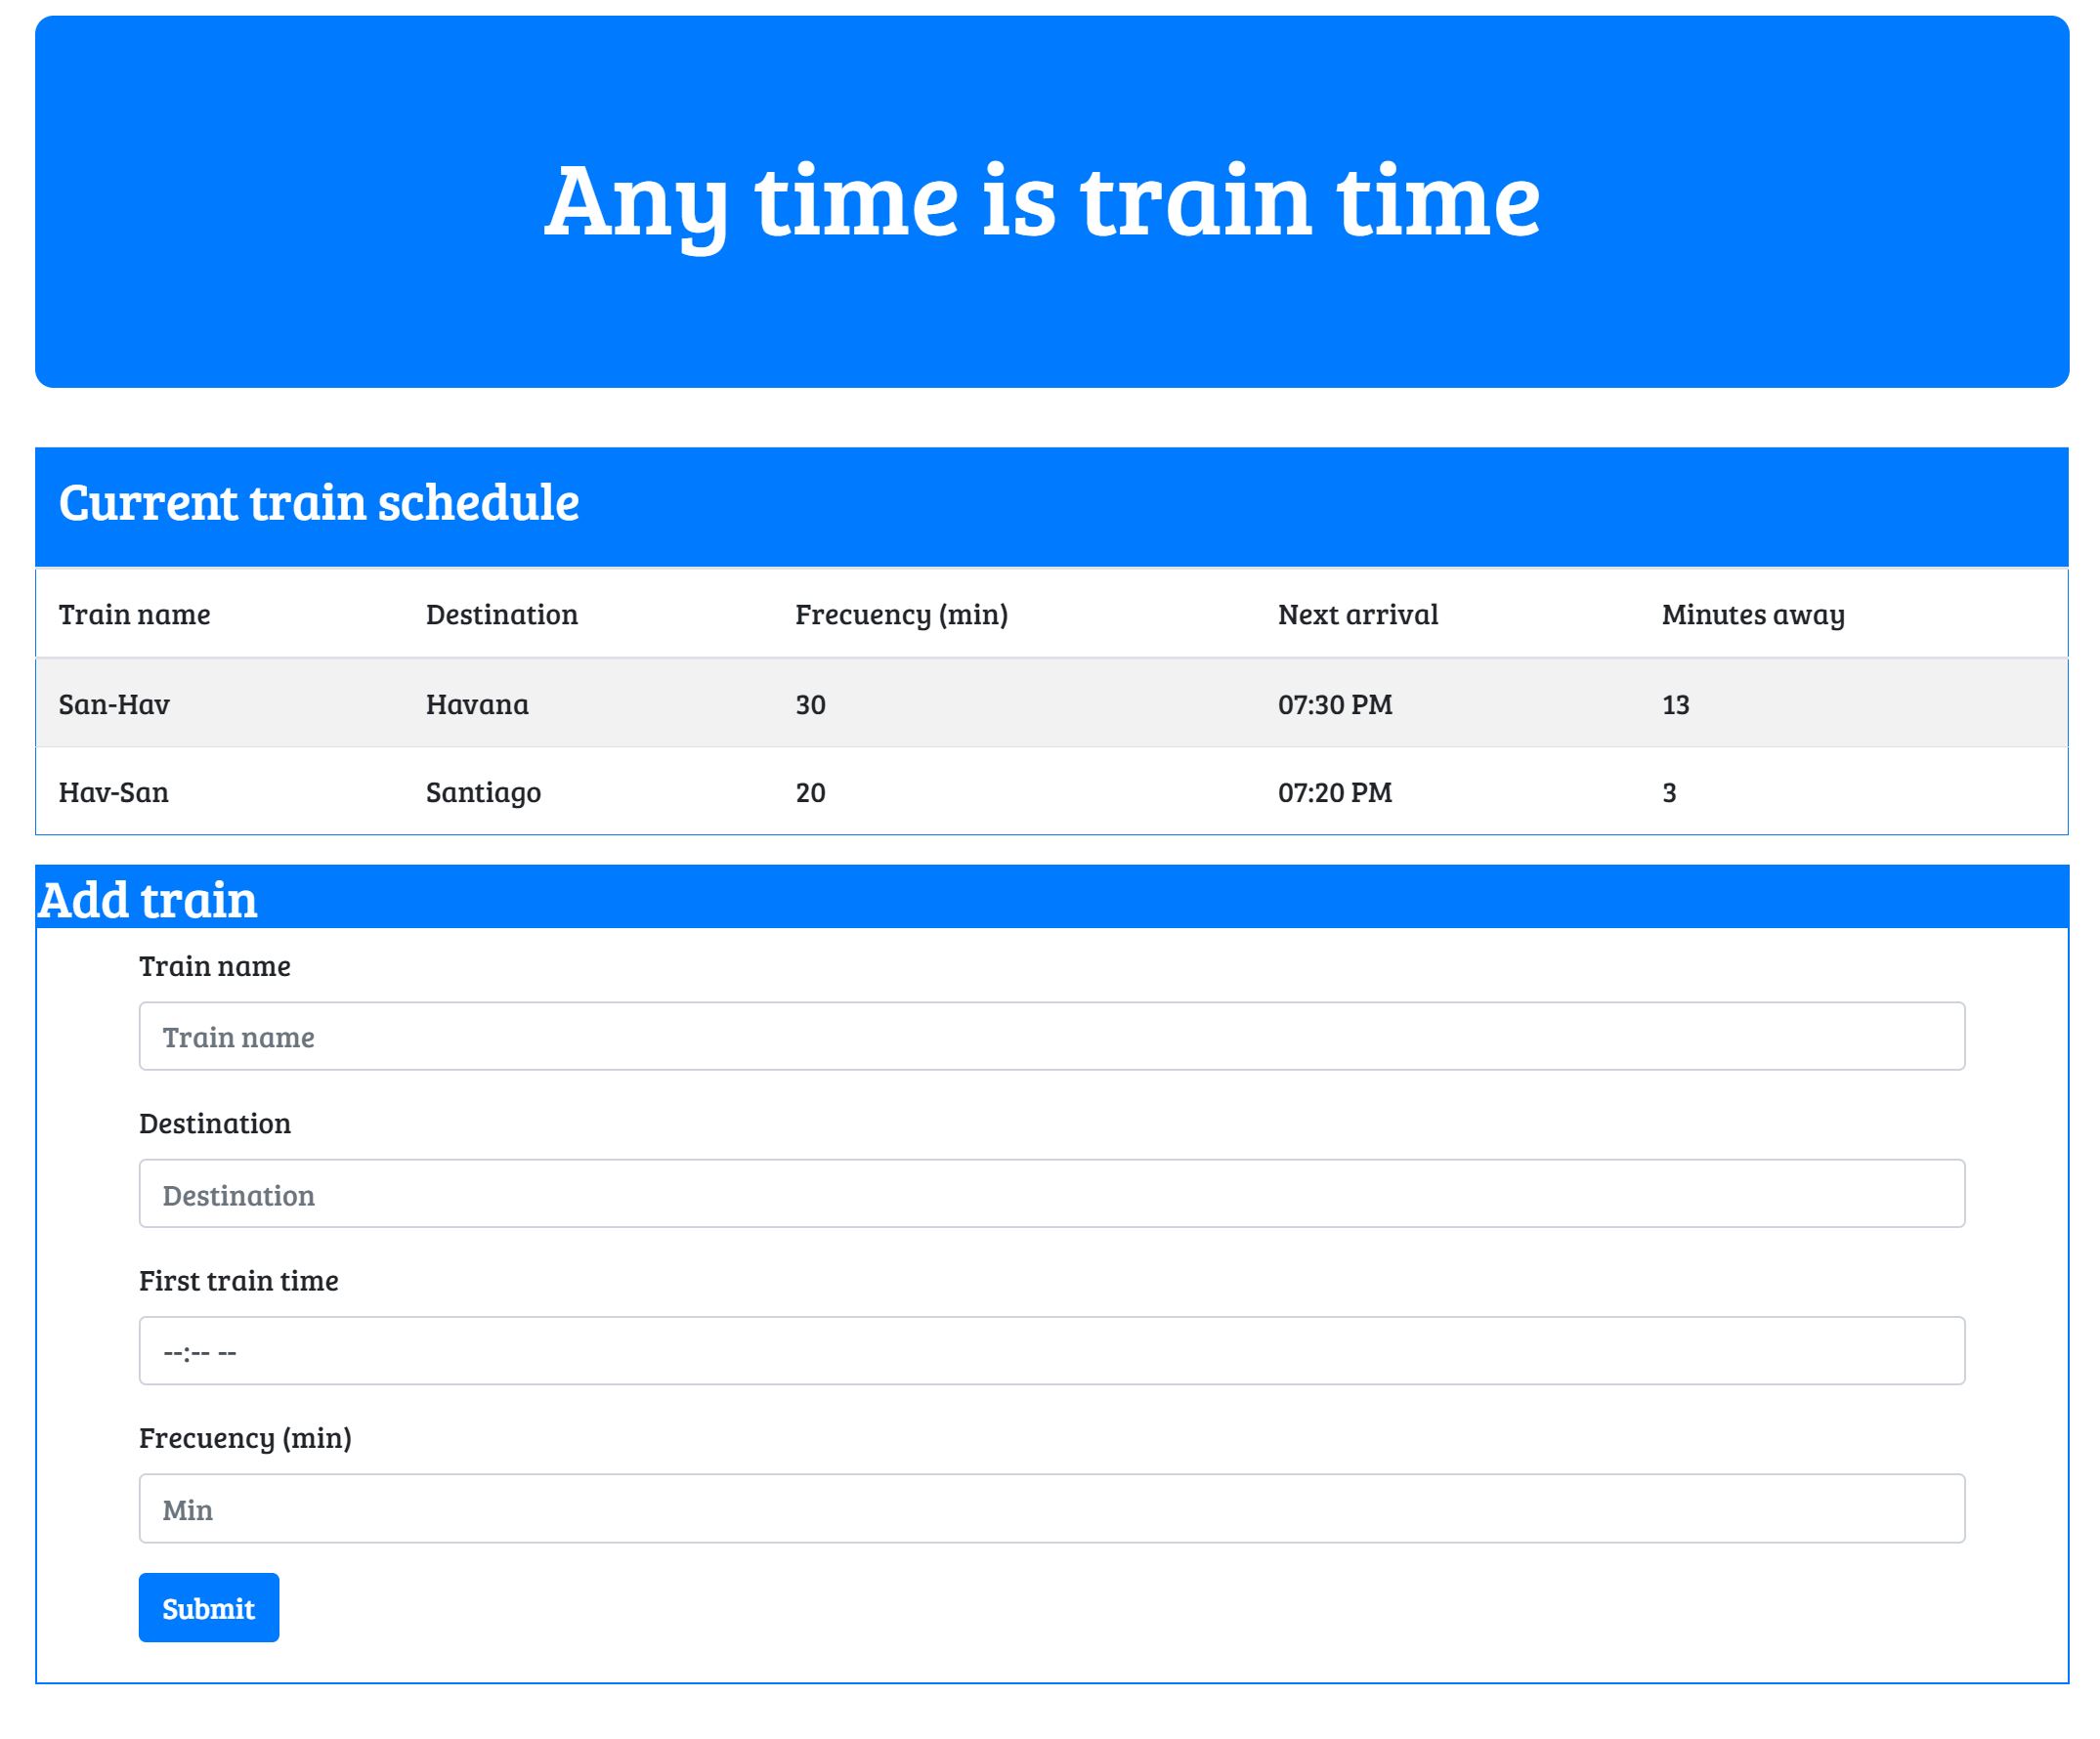 Any time is train time
Current train schedule
Train name Destination Frecuency (min) Next arrival Minutes away
San-Hav Havana 30 07:30 PM 13
Hav-San Santiago 20 07:20 PM 3
Add train
Train name
Train name
Destination
Destination
First train time
--:-- --
Frecuency (min)
Min
Submit